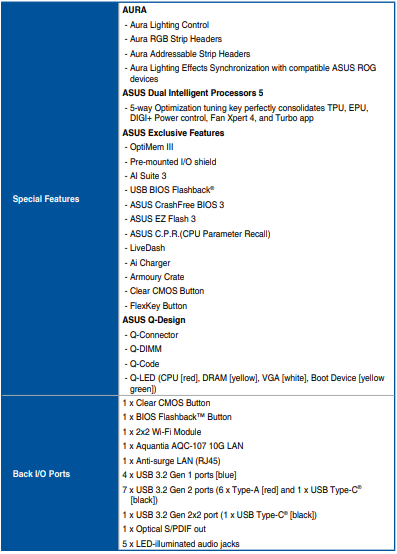 AURA
- Aura Lighting Control
- Aura RGB Strip Headers
- Aura Addressable Strip Headers
- Aura Lighting Effects Synchronization with compatible ASUS ROG
devices
ASUS Dual Intelligent Processors 5
- 5-way Optimization tuning key perfectly consolidates TPU, EPU,
DIGI+ Power control, Fan Xpert 4, and Turbo app
ASUS Exclusive Features
- OptiMem III
- Pre-mounted I/O shield
- AI Suite 3
Special Features
- USB BIOS Flashback®
- ASUS CrashFree BIOS 3
- ASUS EZ Flash 3
- ASUS C.P.R.(CPU Parameter Recall)
- LiveDash
- Ai Charger
- Armoury Crate
- Clear CMOS Button
- FlexKey Button
ASUS Q-Design
- Q-Connector
- Q-DIMM
- Q-Code
- Q-LED (CPU [red], DRAM [yellow], VGA [white], Boot Device [yellow
green])
1 x Clear CMOS Button
1 x BIOS Flashback™ Button
1 x 2x2 Wi-Fi Module
1 x Aquantia AQC-107 10G LAN
1 x Anti-surge LAN (RJ45)
Back I/O Ports
4 x USB 3.2 Gen 1 ports [blue]
7 x USB 3.2 Gen 2 ports (6 x Type-A [red] and 1 x USB Type-C®
[black])
1 x USB 3.2 Gen 2x2 port (1 x USB Type-C® [black])
1 x Optical S/PDIF out
5 x LED-illuminated audio jacks